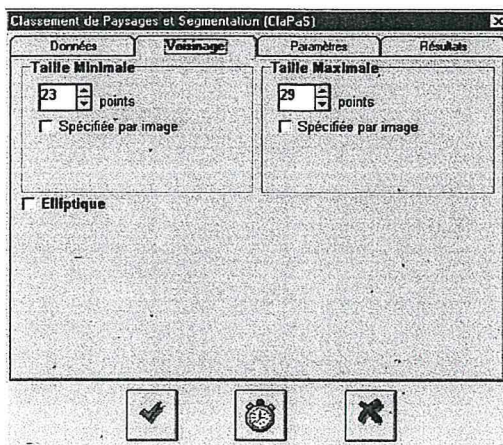 Classement de Paysages et Segmentation (ClaPaS)
Données Voisinage Paramètres Résultats
Taille Minimale Taille Maximale
23 points 29 points
Spécifiée par image Spécifiée par image
Elliptique